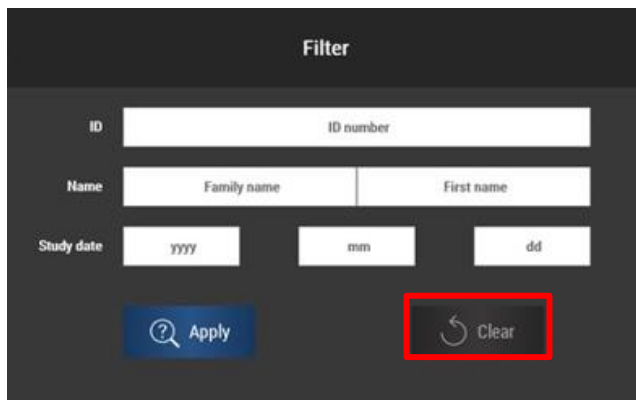 Filter
ID ID number
Name Family name First name
Study date yyyy mm dd
Apply Clear